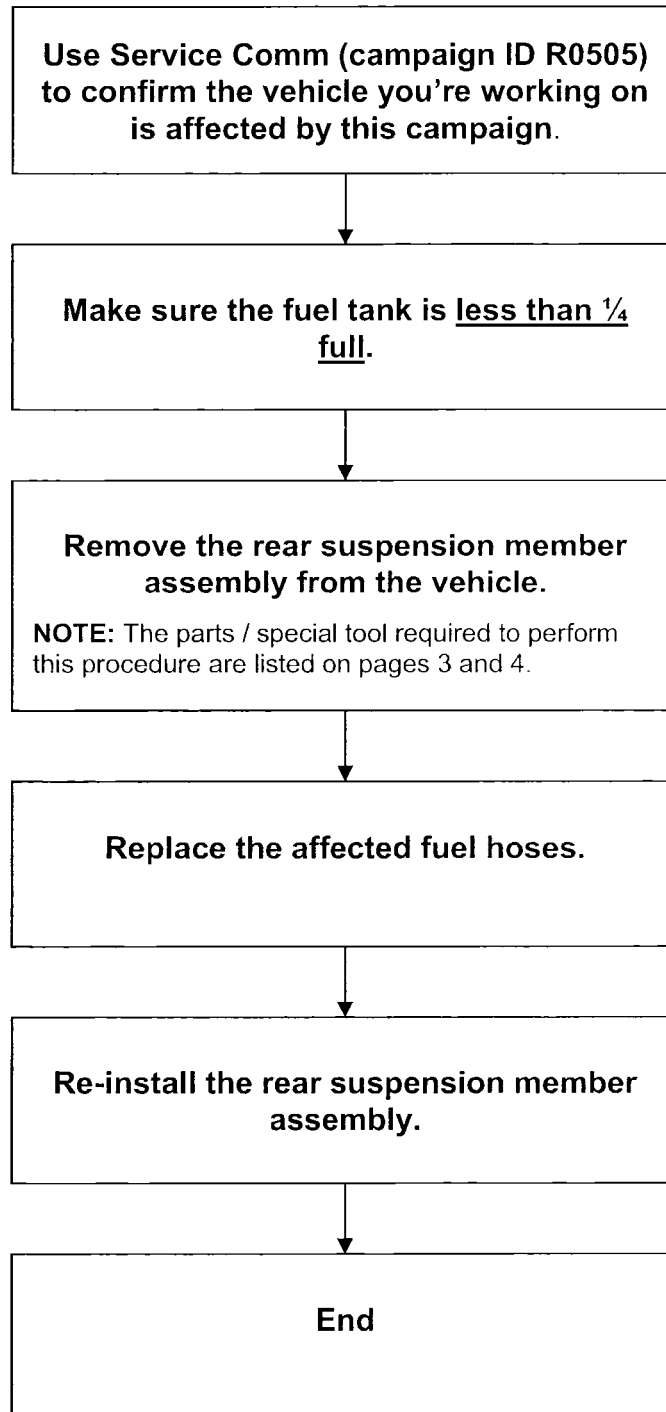 Use Service Comm (campaign ID R0505)
to confirm the vehicle you're working on
is affected by this campaign.
Make sure the fuel tank is less than ¼
full.
Remove the rear suspension member
assembly from the vehicle.
NOTE: The parts / special tool required to perform
this procedure are listed on pages 3 and 4.
Replace the affected fuel hoses.
Re-install the rear suspension member
assembly.
End